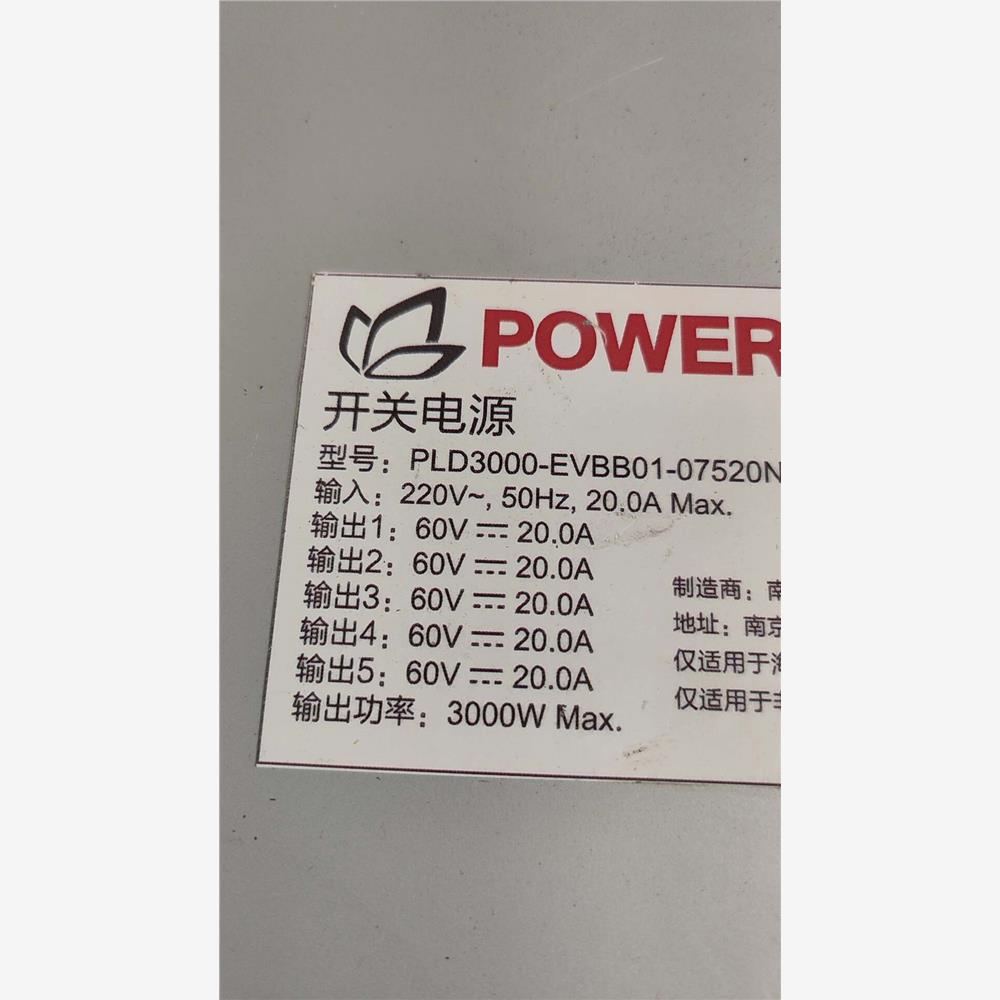 POWER
开关电源
型号：PLD3000-EVBB01-07520N
输入：220V~, 50Hz, 20.0A Max.
输出1：60V⎓20.0A
输出2：60V⎓20.0A
输出3：60V⎓20.0A
输出4：60V⎓20.0A
输出5：60V⎓20.0A
输出功率：3000W Max.
制造商：南
地址：南京
仅适用于海
仅适用于非